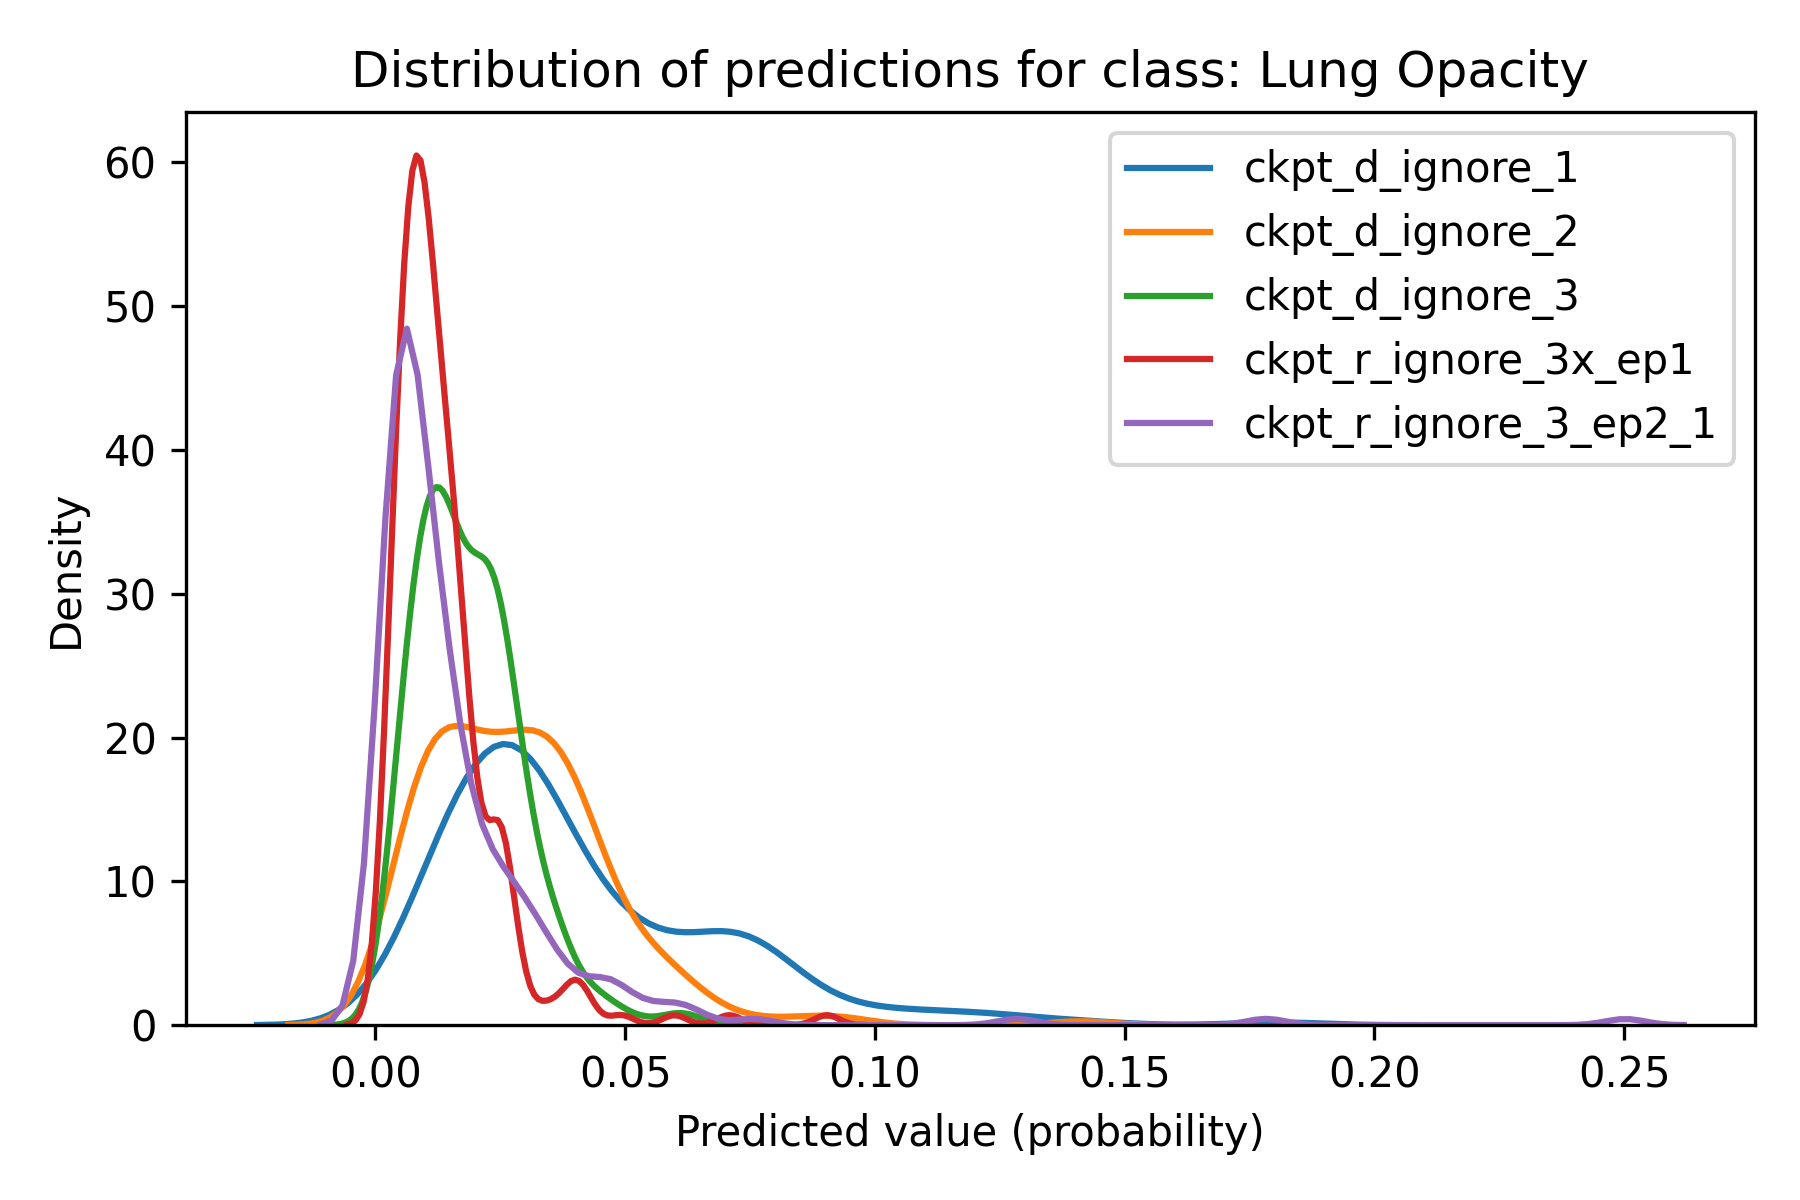 Distribution of predictions for class: Lung Opacity
ckpt_d_ignore_1
ckpt_d_ignore_2
ckpt_d_ignore_3
ckpt_r_ignore_3x_ep1
ckpt_r_ignore_3_ep2_1
60
50
40
30
20
10
0
Density
0.00 0.05 0.10 0.15 0.20 0.25
Predicted value (probability)